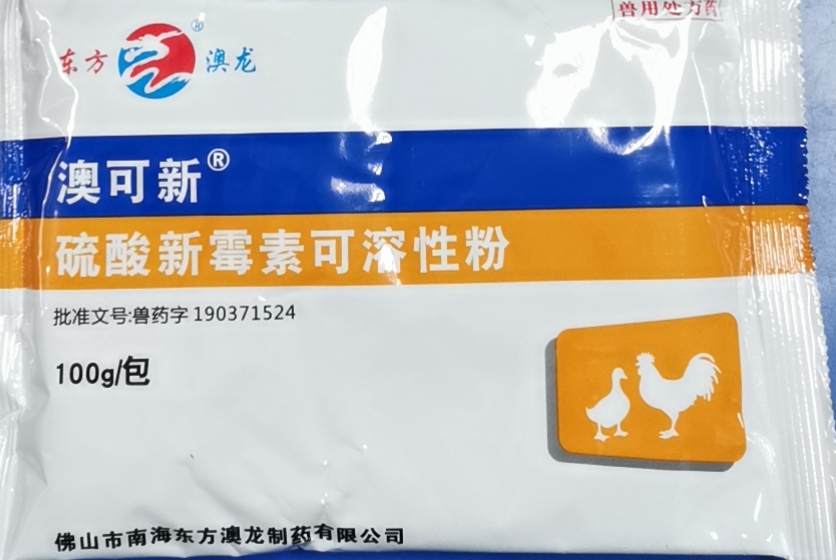 兽用处方药
东方 澳龙®
澳可新®
硫酸新霉素可溶性粉
批准文号:兽药字 190371524
100g/包
佛山市南海东方澳龙制药有限公司